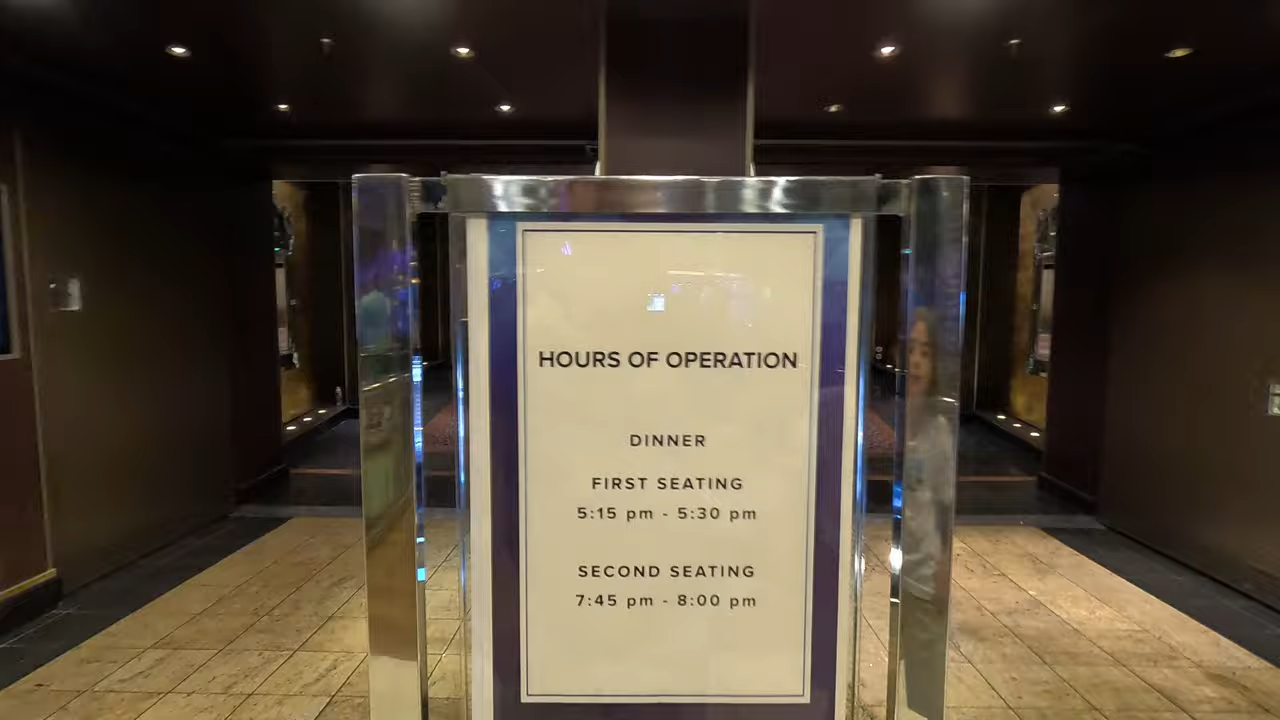 HOURS OF OPERATION
DINNER
FIRST SEATING
5:15 pm - 5:30 pm
SECOND SEATING
7:45 pm - 8:00 pm